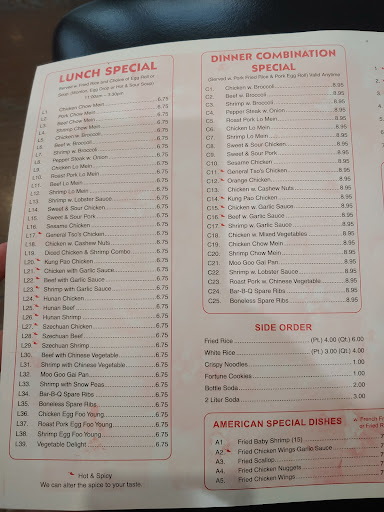 LUNCH SPECIAL
Served w. Fried Rice and Choice of Egg Roll or
Soda (Wonton, Egg Drop or Hot & Sour Soup)
11:00am - 3:30pm
L1. Chicken Chow Mein 6.75
L2. Pork Chow Mein 6.75
L3. Beef Chow Mein 6.75
L4. Shrimp Chow Mein 6.75
L5. Chicken w. Broccoli 6.75
L6. Beef w. Broccoli 6.75
L7. Shrimp w. Broccoli 6.75
L8. Pepper Steak w. Onion 6.75
L9. Chicken Lo Mein 6.75
L10. Roast Pork Lo Mein 6.75
L11. Beef Lo Mein 6.75
L12. Shrimp Lo Mein 6.75
L13. Shrimp w. Lobster Sauce 6.75
L14. Sweet & Sour Chicken 6.75
L15. Sweet & Sour Pork 6.75
L16. Sesame Chicken 6.75
L17. General Tso's Chicken 6.75
L18. Chicken w. Cashew Nuts 6.75
L19. Diced Chicken & Shrimp Combo 6.75
L20. Kung Pao Chicken 6.75
L21. Chicken with Garlic Sauce 6.75
L22. Beef with Garlic Sauce 6.75
L23. Shrimp with Garlic Sauce 6.75
L24. Hunan Chicken 6.75
L25. Hunan Beef 6.75
L26. Hunan Shrimp 6.75
L27. Szechuan Chicken 6.75
L28. Szechuan Beef 6.75
L29. Szechuan Shrimp 6.75
L30. Beef with Chinese Vegetable 6.75
L31. Shrimp with Chinese Vegetable 6.75
L32. Moo Goo Gai Pan 6.75
L33. Shrimp with Snow Peas 6.75
L34. Bar-B-Q Spare Ribs 6.75
L35. Boneless Spare Ribs 6.75
L36. Chicken Egg Foo Young 6.75
L37. Roast Pork Egg Foo Young 6.75
L38. Shrimp Egg Foo Young 6.75
L39. Vegetable Delight 6.75
Hot & Spicy
We can alter the spice to your taste
DINNER COMBINATION
SPECIAL
(Served w. Pork Fried Rice & Pork Egg Roll) Valid Anytime
C1. Chicken w. Broccoli 8.95
C2. Beef w. Broccoli 8.95
C3. Shrimp w. Broccoli 8.95
C4. Pepper Steak w. Onion 8.95
C5. Roast Pork Lo Mein 8.95
C6. Chicken Lo Mein 8.95
C7. Shrimp Lo Mein 8.95
C8. Sweet & Sour Chicken 8.95
C9. Sweet & Sour Pork 8.95
C10. Sesame Chicken 8.95
C11. General Tso's Chicken 8.95
C12. Orange Chicken 8.95
C13. Chicken w. Cashew Nuts 8.95
C14. Kung Pao Chicken 8.95
C15. Chicken w. Garlic Sauce 8.95
C16. Beef w. Garlic Sauce 8.95
C17. Shrimp w. Garlic Sauce 8.95
C18. Chicken w. Mixed Vegetables 8.95
C19. Chicken Chow Mein 8.95
C20. Shrimp Chow Mein 8.95
C21. Moo Goo Gai Pan 8.95
C22. Shrimp w. Lobster Sauce 8.95
C23. Roast Pork w. Chinese Vegetable 8.95
C24. Bar-B-Q Spare Ribs 8.95
C25. Boneless Spare Ribs 8.95
SIDE ORDER
Fried Rice (Pt.) 4.00 (Qt.) 6.00
White Rice (Pt.) 3.00 (Qt.) 4.00
Crispy Noodles 1.00
Fortune Cookies 1.00
Bottle Soda 2.00
2 Liter Soda 3.00
AMERICAN SPECIAL DISHES
w. French F
or Fried R
A1. Fried Baby Shrimp (15)
A2. Fried Chicken Wings Garlic Sauce
A3. Fried Scallop
A4. Fried Chicken Nuggets
A5. Fried Chicken Wings